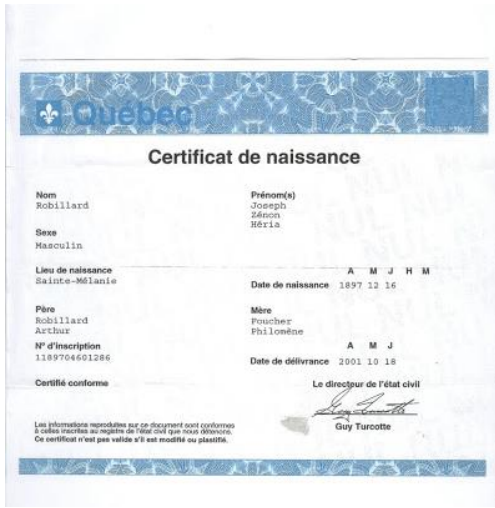 Québec
Certificat de naissance
Nom
Robillard
Prénom(s)
Joseph
Zénon
Héria
Sexe
Masculin
Lieu de naissance
Sainte-Mélanie
A M J H M
Date de naissance 1897 12 16
Père
Robillard
Arthur
Mère
Foucher
Philomène
N° d'inscription
1189704601286
A M J
Date de délivrance 2001 10 18
Certifié conforme
Le directeur de l'état civil
Guy Turcotte
Guy Turcotte
Les informations reproduites sur ce document sont conformes
à celles inscrites au registre de l'état civil que nous détenons.
Ce certificat n'est pas valide s'il est modifié ou plastifié.